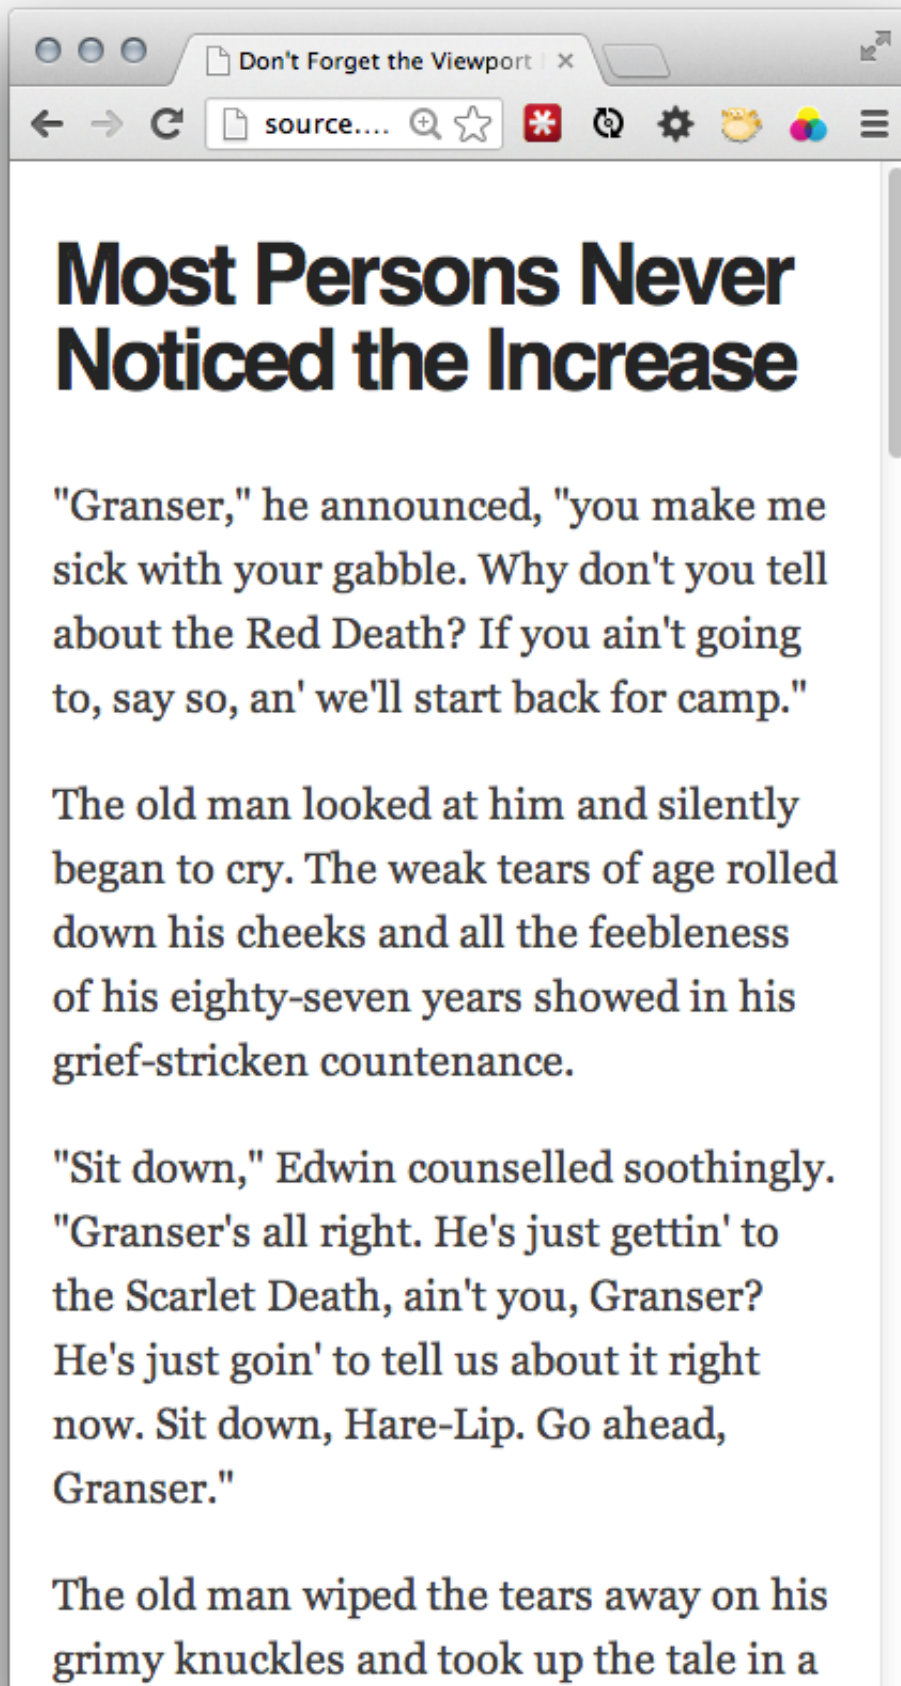 Don't Forget the Viewport
source....
Most Persons Never
Noticed the Increase
"Granser," he announced, "you make me
sick with your gabble. Why don't you tell
about the Red Death? If you ain't going
to, say so, an' we'll start back for camp."
The old man looked at him and silently
began to cry. The weak tears of age rolled
down his cheeks and all the feebleness
of his eighty-seven years showed in his
grief-stricken countenance.
"Sit down," Edwin counselled soothingly.
"Granser's all right. He's just gettin' to
the Scarlet Death, ain't you, Granser?
He's just goin' to tell us about it right
now. Sit down, Hare-Lip. Go ahead,
Granser."
The old man wiped the tears away on his
grimy knuckles and took up the tale in a